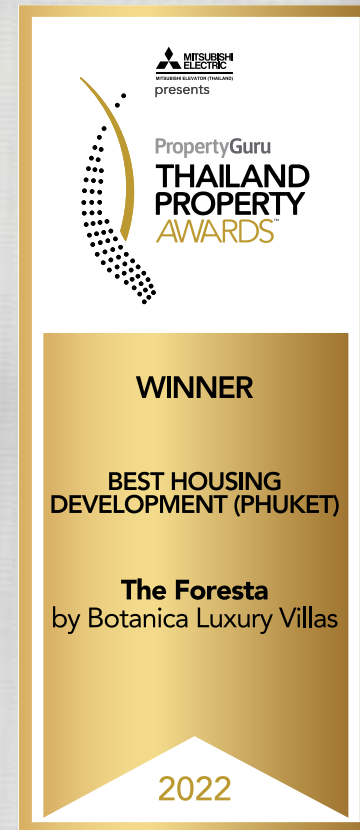 MITSUBISHI
ELECTRIC
MITSUBISHI ELEVATOR (THAILAND)
presents
PropertyGuru
THAILAND
PROPERTY
AWARDS™
WINNER
BEST HOUSING
DEVELOPMENT (PHUKET)
The Foresta
by Botanica Luxury Villas
2022